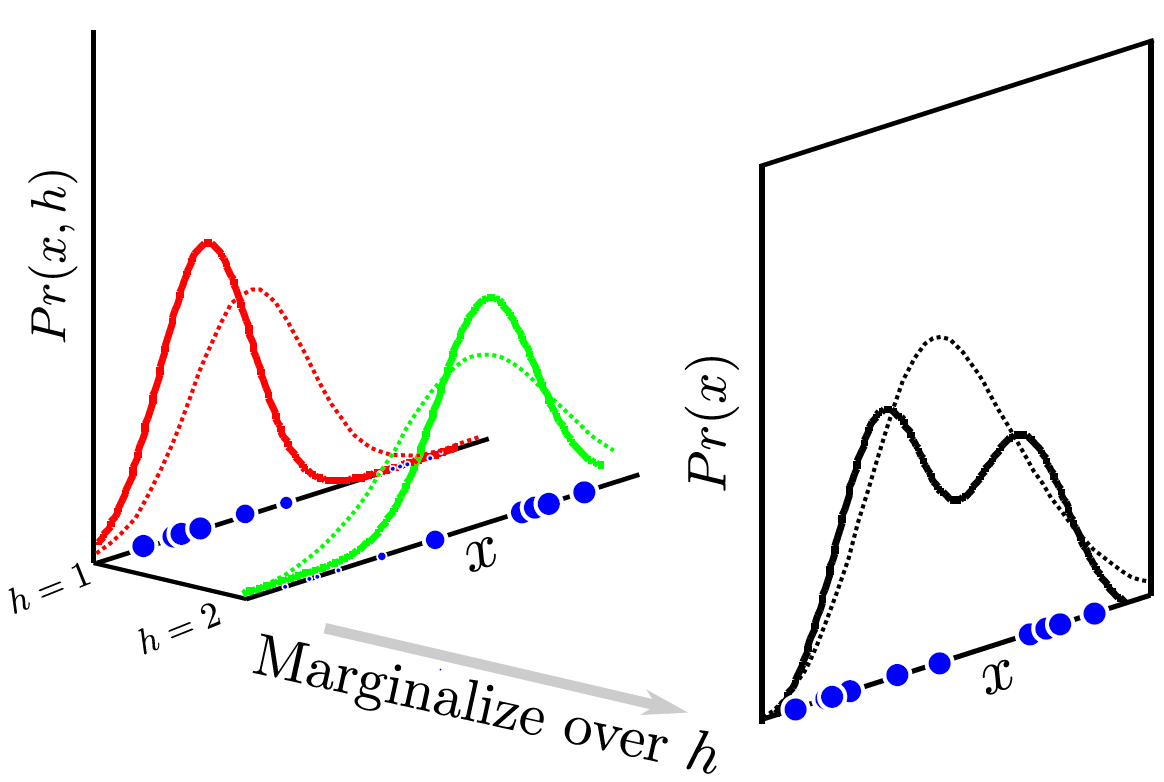 Pr(x, h)
h = 1
h = 2
x
Marginalize over h
Pr(x)
x